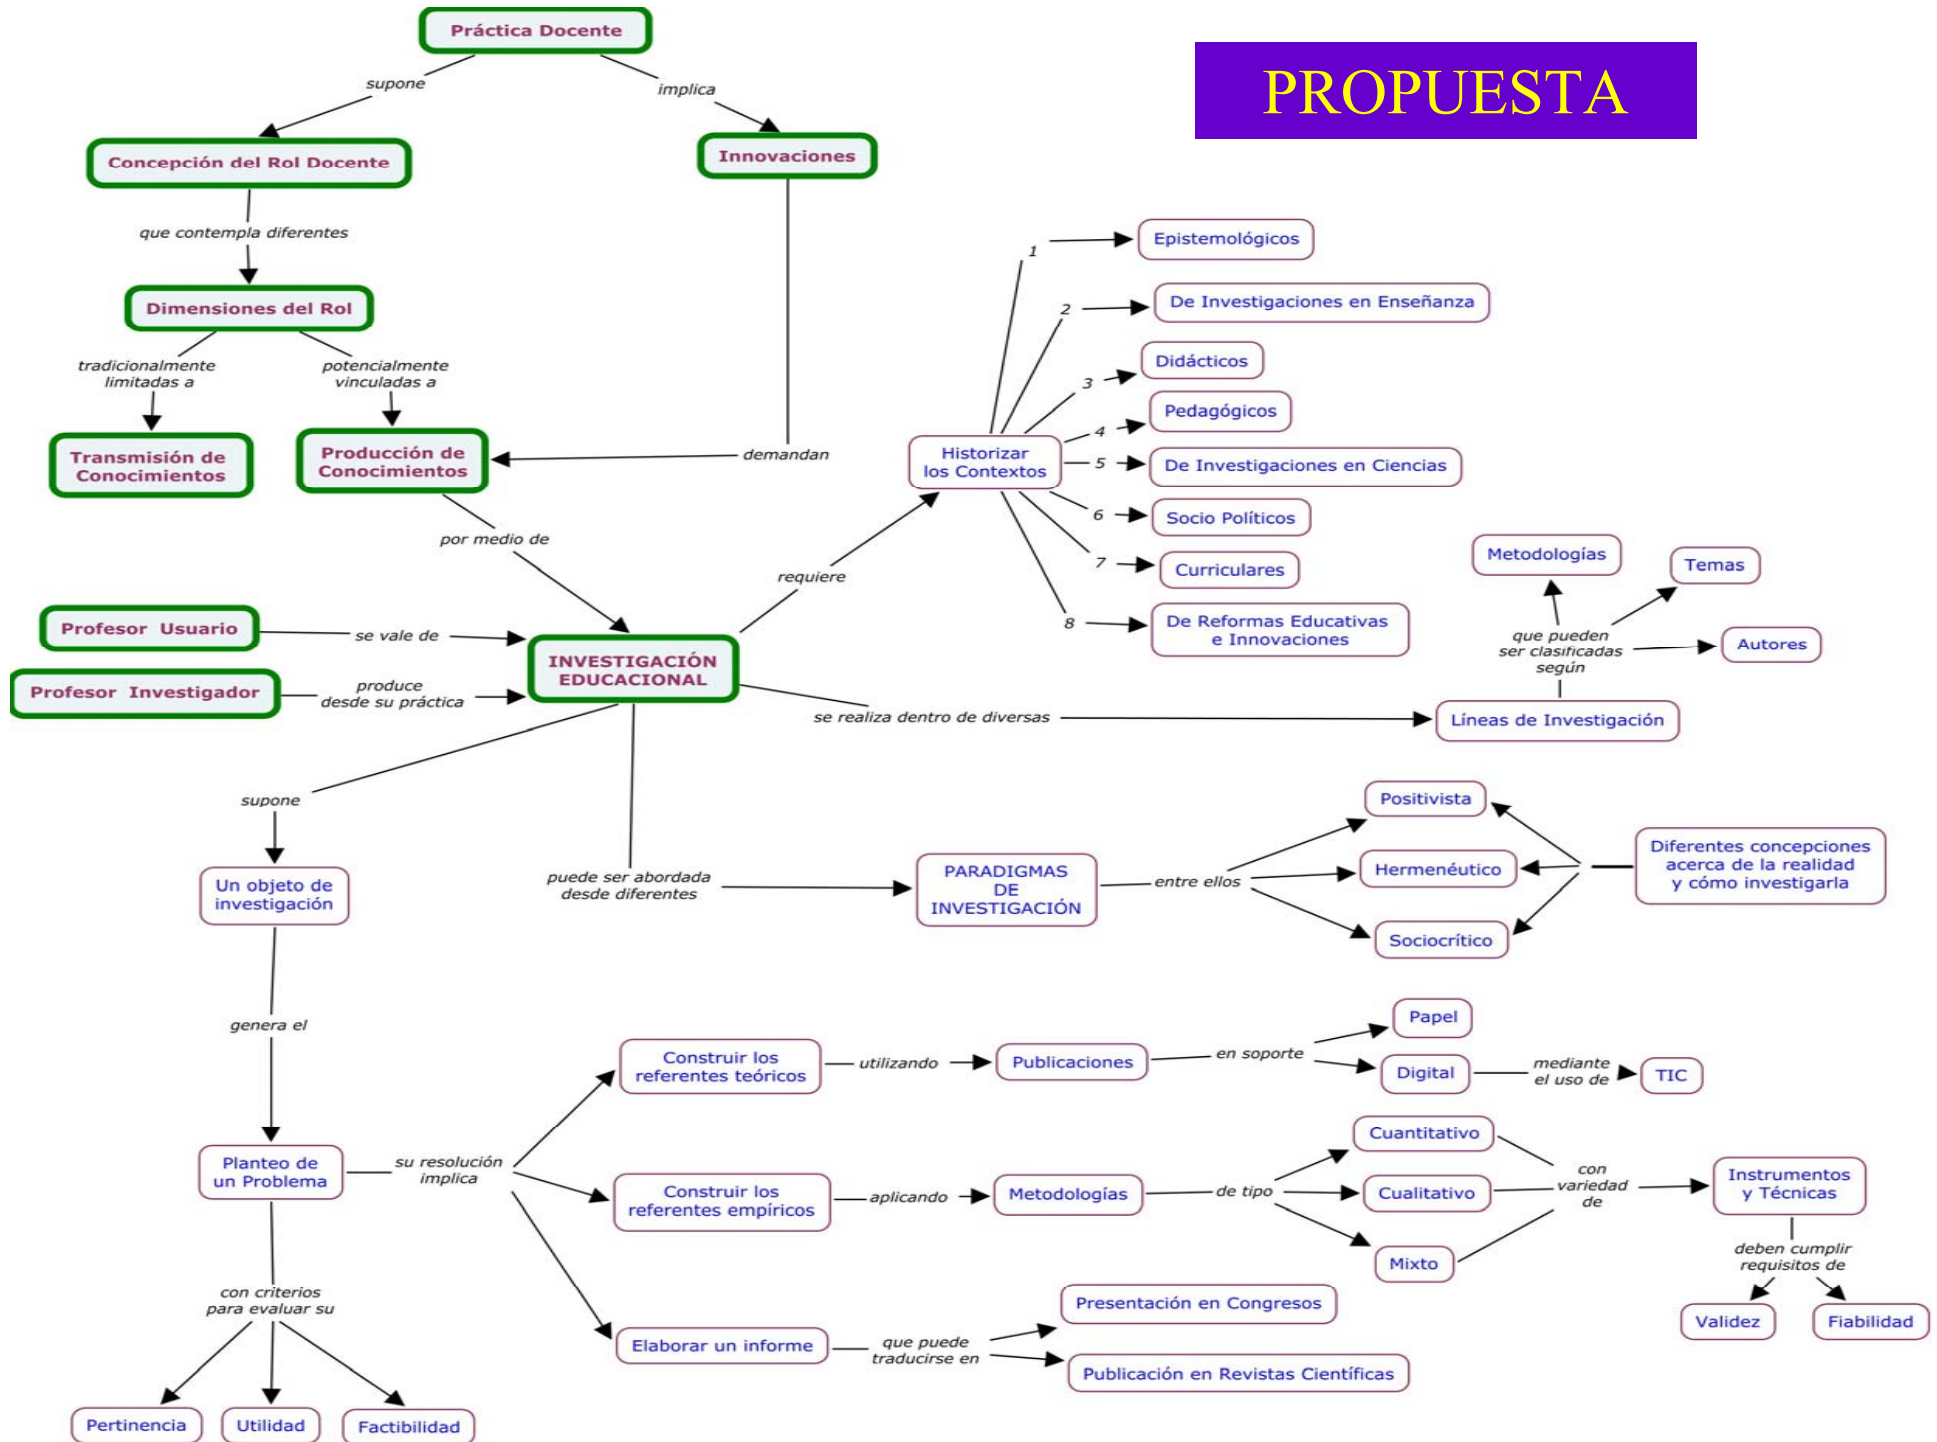 Práctica Docente
PROPUESTA
supone
implica
Concepción del Rol Docente
Innovaciones
que contempla diferentes
Dimensiones del Rol
tradicionalmente
limitadas a
potencialmente
vinculadas a
Transmisión de
Conocimientos
Producción de
Conocimientos
demandan
por medio de
Profesor Usuario
se vale de
Profesor Investigador
produce
desde su práctica
INVESTIGACIÓN
EDUCACIONAL
requiere
Historizar
los Contextos
1
Epistemológicos
2
De Investigaciones en Enseñanza
3
Didácticos
4
Pedagógicos
5
De Investigaciones en Ciencias
6
Socio Políticos
7
Curriculares
8
De Reformas Educativas
e Innovaciones
se realiza dentro de diversas
Líneas de Investigación
que pueden
ser clasificadas
según
Metodologías
Temas
Autores
supone
Un objeto de
investigación
puede ser abordada
desde diferentes
PARADIGMAS
DE
INVESTIGACIÓN
entre ellos
Positivista
Hermenéutico
Sociocrítico
Diferentes concepciones
acerca de la realidad
y cómo investigarla
genera el
Planteo de
un Problema
su resolución
implica
Construir los
referentes teóricos
utilizando
Publicaciones
en soporte
Papel
Digital
mediante
el uso de
TIC
Construir los
referentes empíricos
aplicando
Metodologías
de tipo
Cuantitativo
Cualitativo
Mixto
con
variedad
de
Instrumentos
y Técnicas
deben cumplir
requisitos de
Validez
Fiabilidad
Elaborar un informe
que puede
traducirse en
Presentación en Congresos
Publicación en Revistas Científicas
con criterios
para evaluar su
Pertinencia
Utilidad
Factibilidad